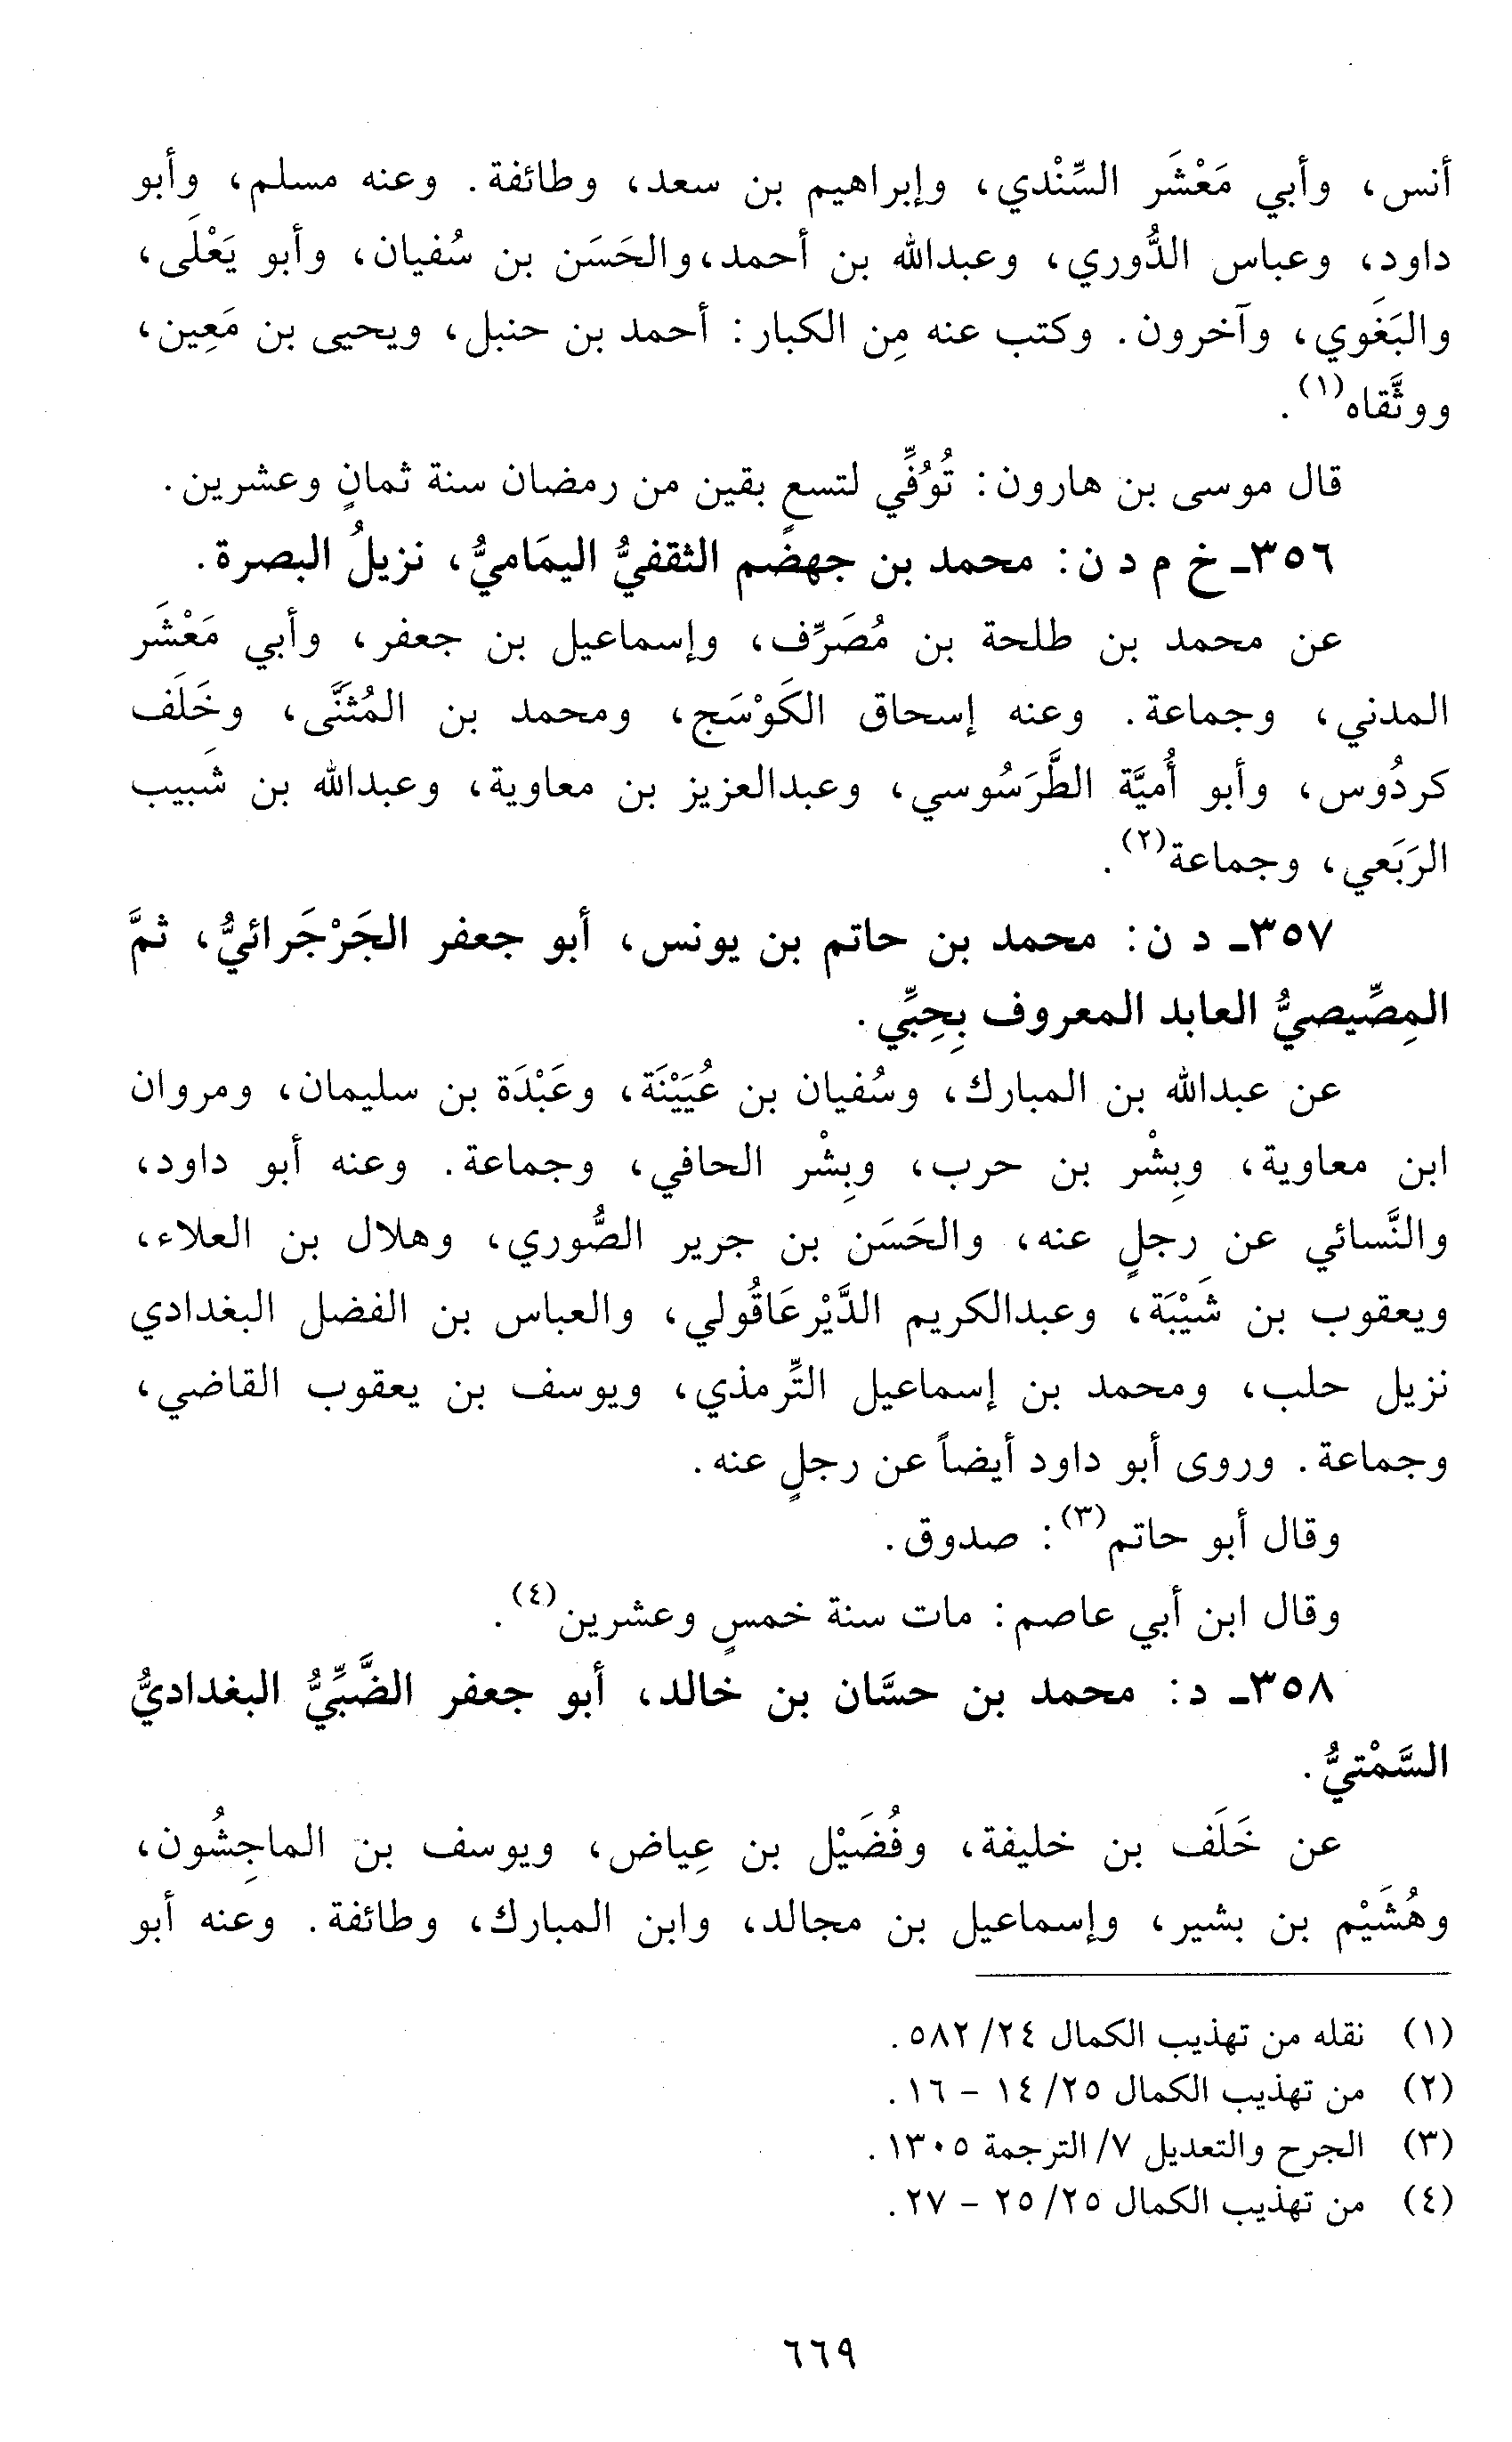 أنس، وأبي مَعْشَر السِّنْدي، وإبراهيم بن سعد، وطائفة. وعنه مسلم، وأبو
داود، وعباس الدُّوري، وعبدالله بن أحمد،والحَسَن بن سُفيان، وأبو يَعْلَى،
والبَغَوي، وآخرون. وكتب عنه مِن الكبار: أحمد بن حنبل، ويحيى بن مَعِين،
ووثَّقاه(١).
قال موسى بن هارون: تُوُفِّي لتسعٍ بقين من رمضان سنة ثمانٍ وعشرين.
٣٥٦ـ خ م د ن: محمد بن جهضَم الثقفيُّ اليمَاميُّ، نزيلُ البصرة.
عن محمد بن طلحة بن مُصَرِّف، وإسماعيل بن جعفر، وأبي مَعْشَر
المدني، وجماعة. وعنه إسحاق الكَوْسَج، ومحمد بن المُثنَّى، وخَلَف
كردُوس، وأبو أُميَّة الطَّرَسُوسي، وعبدالعزيز بن معاوية، وعبدالله بن شَبيب
الرَبَعي، وجماعة(٢).
٣٥٧ـ د ن: محمد بن حاتم بن يونس، أبو جعفر الجَرْجَرائيُّ، ثمَّ
المِصِّيصيُّ العابد المعروف بِحِبِّي.
عن عبدالله بن المبارك، وسُفيان بن عُيَيْنَة، وعَبْدَة بن سليمان، ومروان
ابن معاوية، وبِشْر بن حرب، وبِشْر الحافي، وجماعة. وعنه أبو داود،
والنَّسائي عن رجلٍ عنه، والحَسَن بن جرير الصُّوري، وهلال بن العلاء،
ويعقوب بن شَيْبَة، وعبدالكريم الدَّيْرعَاقُولي، والعباس بن الفضل البغدادي
نزيل حلب، ومحمد بن إسماعيل التِّرمذي، ويوسف بن يعقوب القاضي،
وجماعة. وروى أبو داود أيضاً عن رجلٍ عنه.
وقال أبو حاتم(٣): صدوق.
وقال ابن أبي عاصم: مات سنة خمسٍ وعشرين(٤).
٣٥٨ـ د: محمد بن حسَّان بن خالد، أبو جعفر الضَّبِّيُّ البغداديُّ
السَّمْتيُّ.
عن خَلَف بن خليفة، وفُضَيْل بن عِياض، ويوسف بن الماجِشُون،
وهُشَيْم بن بشير، وإسماعيل بن مجالد، وابن المبارك، وطائفة. وعنه أبو
(١) نقله من تهذيب الكمال ٢٤/ ٥٨٢.
(٢) من تهذيب الكمال ٢٥/ ١٤ - ١٦.
(٣) الجرح والتعديل ٧/ الترجمة ١٣٠٥.
(٤) من تهذيب الكمال ٢٥/ ٢٥ - ٢٧.
٦٦٩